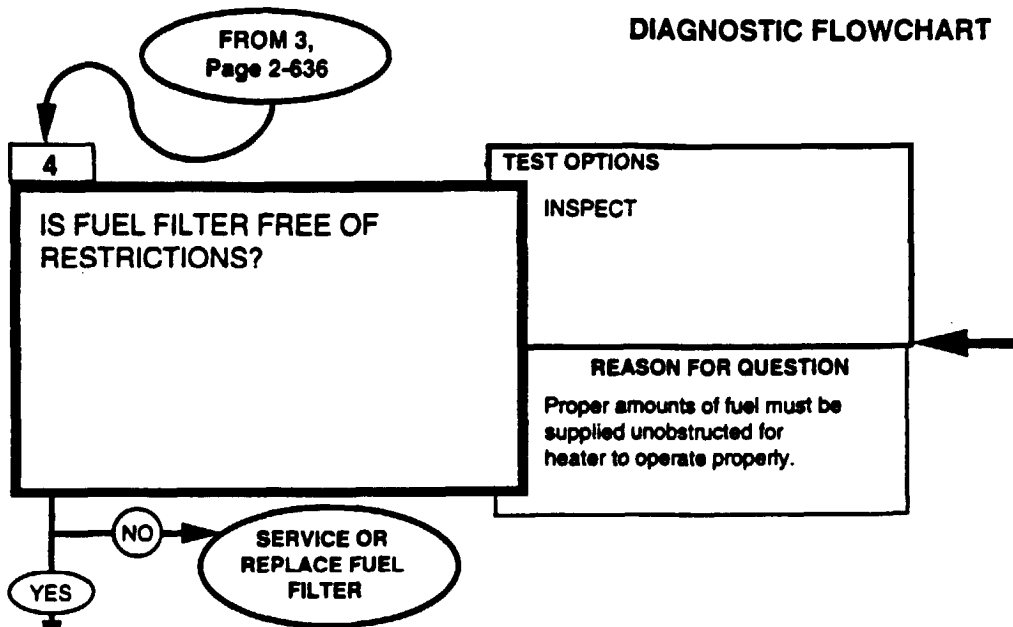 DIAGNOSTIC FLOWCHART
FROM 3,
Page 2-636
4
IS FUEL FILTER FREE OF
RESTRICTIONS?
TEST OPTIONS
INSPECT
REASON FOR QUESTION
Proper amounts of fuel must be
supplied unobstructed for
heater to operate properly.
NO
SERVICE OR
REPLACE FUEL
FILTER
YES